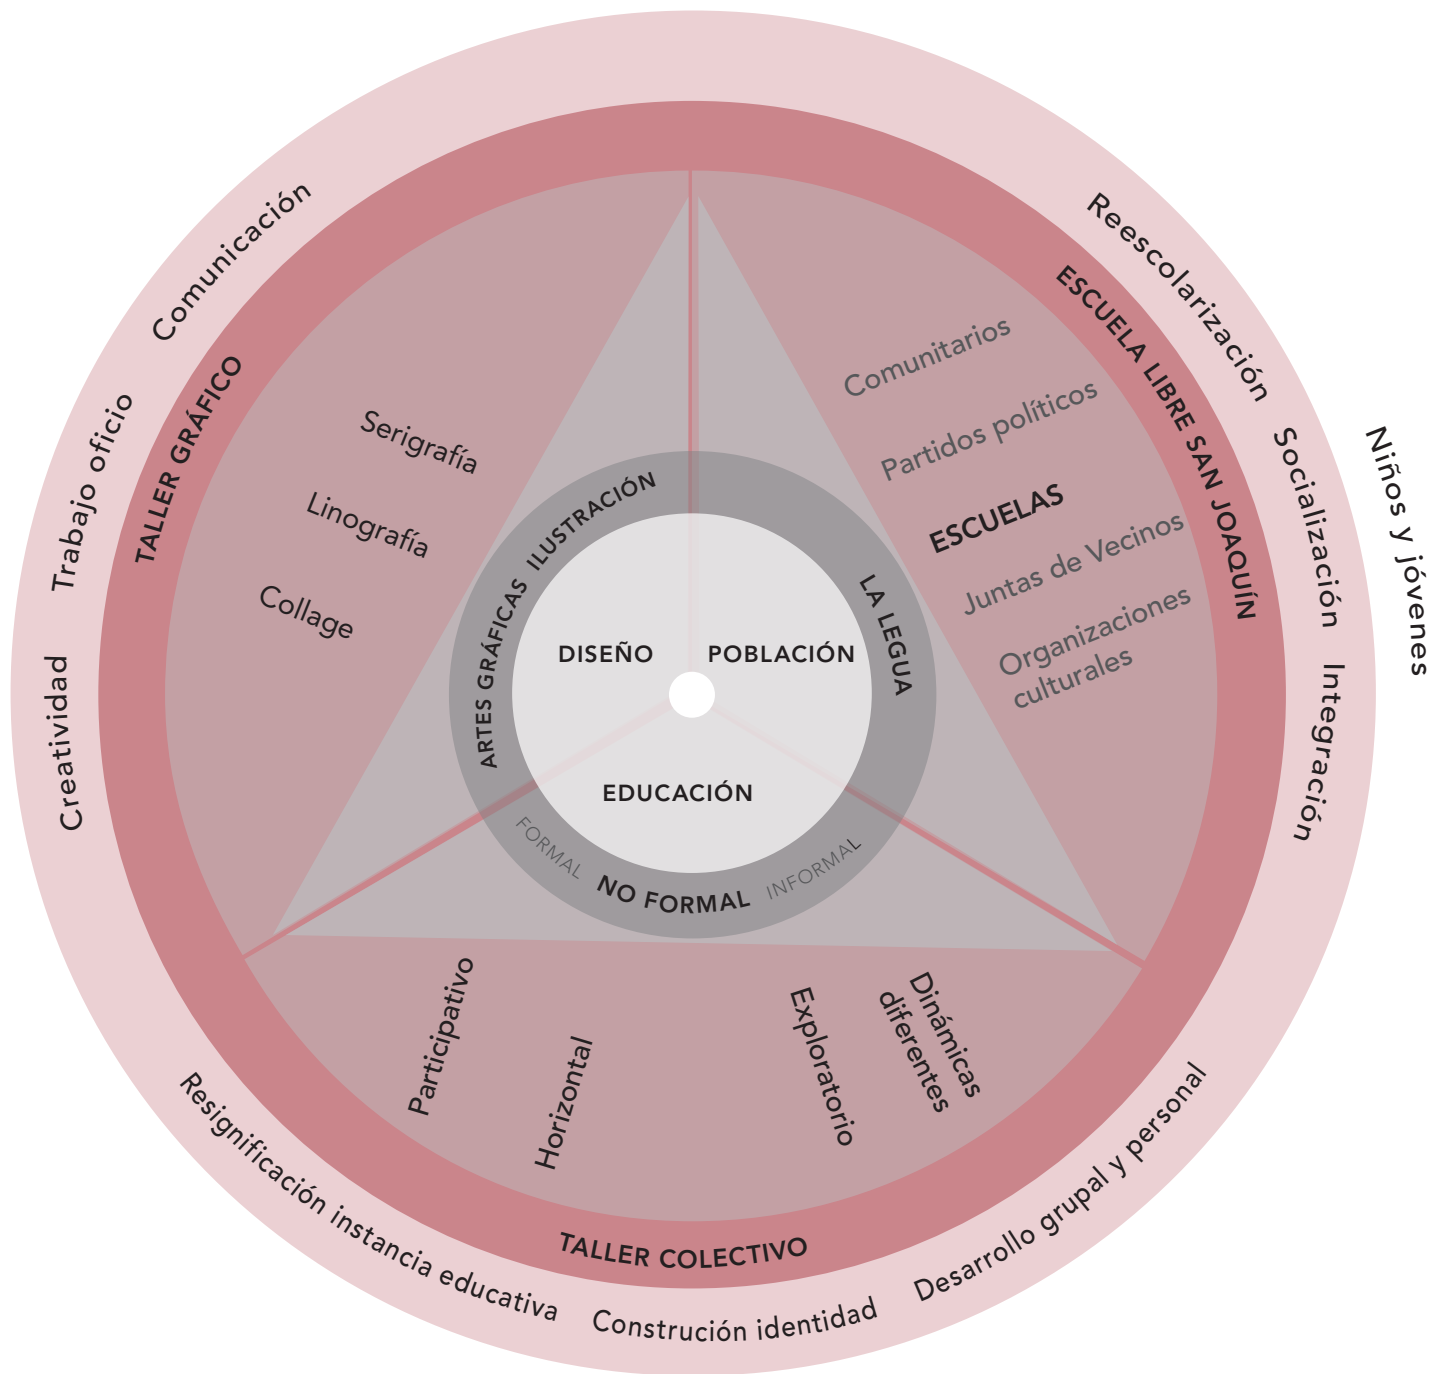 Comunicación
Trabajo oficio
Creatividad
TALLER GRÁFICO
Serigrafía
Linografía
Collage
ARTES GRÁFICAS ILUSTRACIÓN
DISEÑO
POBLACIÓN
EDUCACIÓN
LA LEGUA
FORMAL
NO FORMAL
INFORMAL
Comunitarios
Partidos políticos
ESCUELAS
Juntas de Vecinos
Organizaciones
culturales
ESCUELA LIBRE SAN JOAQUÍN
Reescolarización
Socialización
Integración
Niños y jóvenes
Participativo
Horizontal
Exploratorio
Dinámicas
diferentes
TALLER COLECTIVO
Resignificación instancia educativa
Construción identidad
Desarrollo grupal y personal